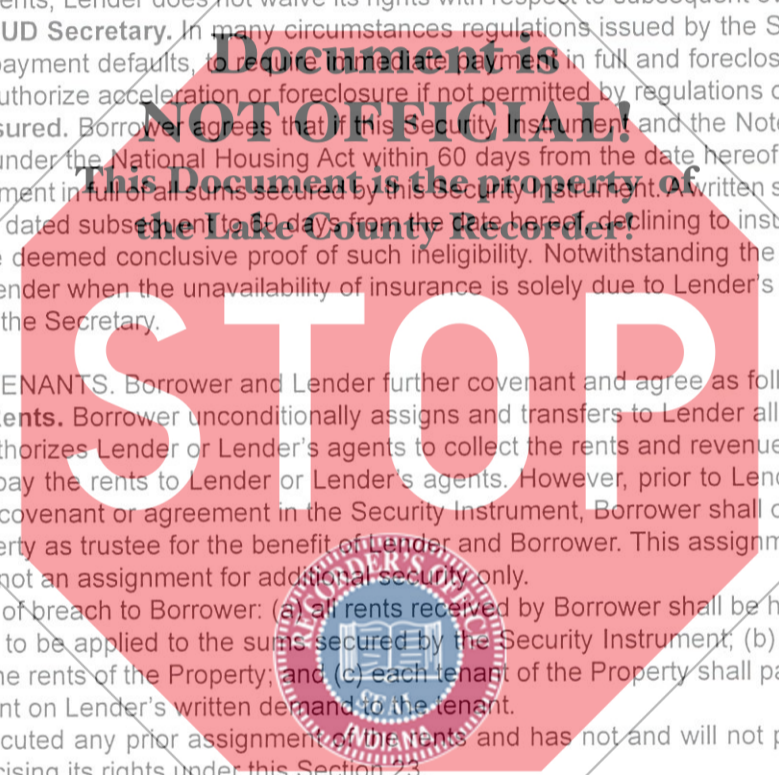 ents, Lender does not waive its rights with respect to subsequent
UD Secretary. In many circumstances regulations issued by the S
payment defaults, to require immediate payment in full and foreclos
uthorize acceleration or foreclosure if not permitted by regulations o
sured. Borrower agrees that if this Security Instrument and the Note
under the National Housing Act within 60 days from the date hereof
ment in full of all sums secured by this Security Instrument. A written s
dated subsequent to 60 days from the date hereof, declining to insu
deemed conclusive proof of such ineligibility. Notwithstanding the
ender when the unavailability of insurance is solely due to Lender's
the Secretary.
Document is
NOT OFFICIAL!
This Document is the property of
the Lake County Recorder!
STOP
ENANTS. Borrower and Lender further covenant and agree as foll
ents. Borrower unconditionally assigns and transfers to Lender all
thorizes Lender or Lender's agents to collect the rents and revenue
pay the rents to Lender or Lender's agents. However, prior to Lend
covenant or agreement in the Security Instrument, Borrower shall c
erty as trustee for the benefit of Lender and Borrower. This assignm
not an assignment for additional security only.
of breach to Borrower: (a) all rents received by Borrower shall be h
to be applied to the sums secured by the Security Instrument; (b)
he rents of the Property; and (c) each tenant of the Property shall pa
nt on Lender's written demand to the tenant.
cuted any prior assignment of the rents and has not and will not p
cising its rights under this Section 23.
RECORDER'S OFFICE
SEAL
INDIANA